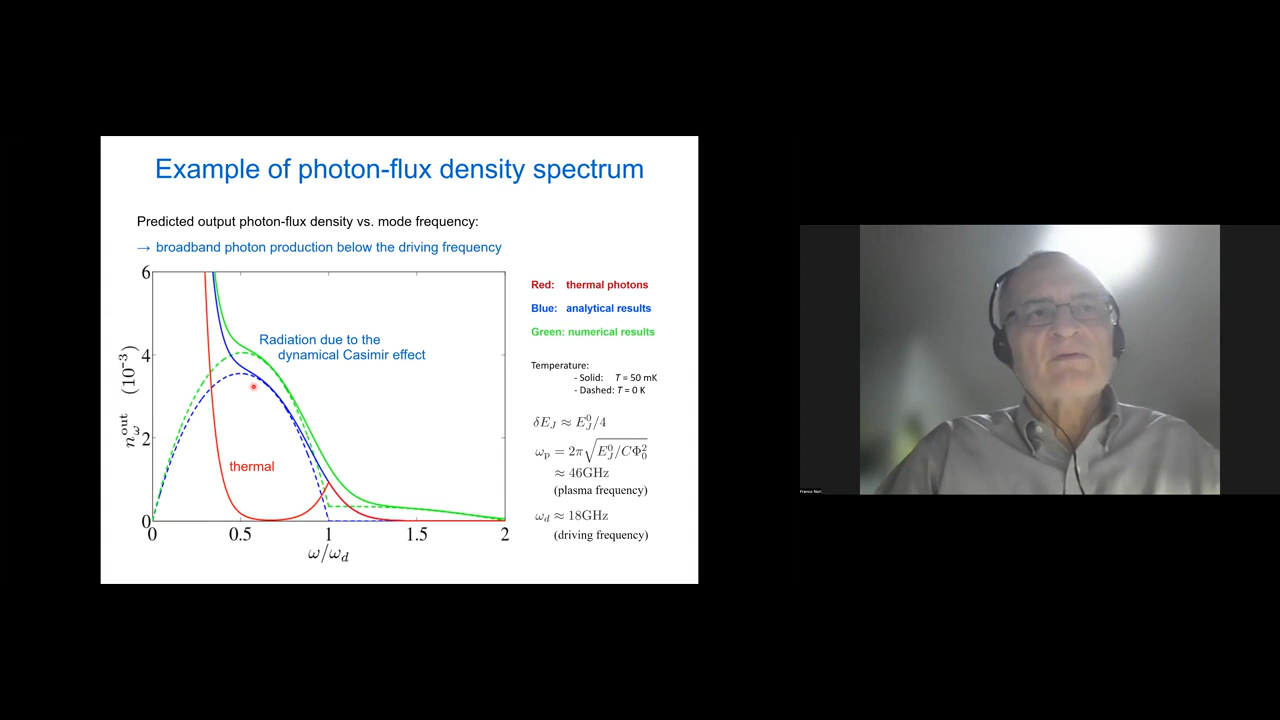 Example of photon-flux density spectrum
Predicted output photon-flux density vs. mode frequency:
→ broadband photon production below the driving frequency
6
4
2
0
n_ω^out (10⁻³)
Radiation due to the
dynamical Casimir effect
thermal
0 0.5 1 1.5 2
ω/ω_d
Red: thermal photons
Blue: analytical results
Green: numerical results
Temperature:
- Solid: T = 50 mK
- Dashed: T = 0 K
δE_J ≈ E_J^0/4
ω_p = 2π√(E_J^0/CΦ_0^2)
≈ 46GHz
(plasma frequency)
ω_d ≈ 18GHz
(driving frequency)
Franco Nori